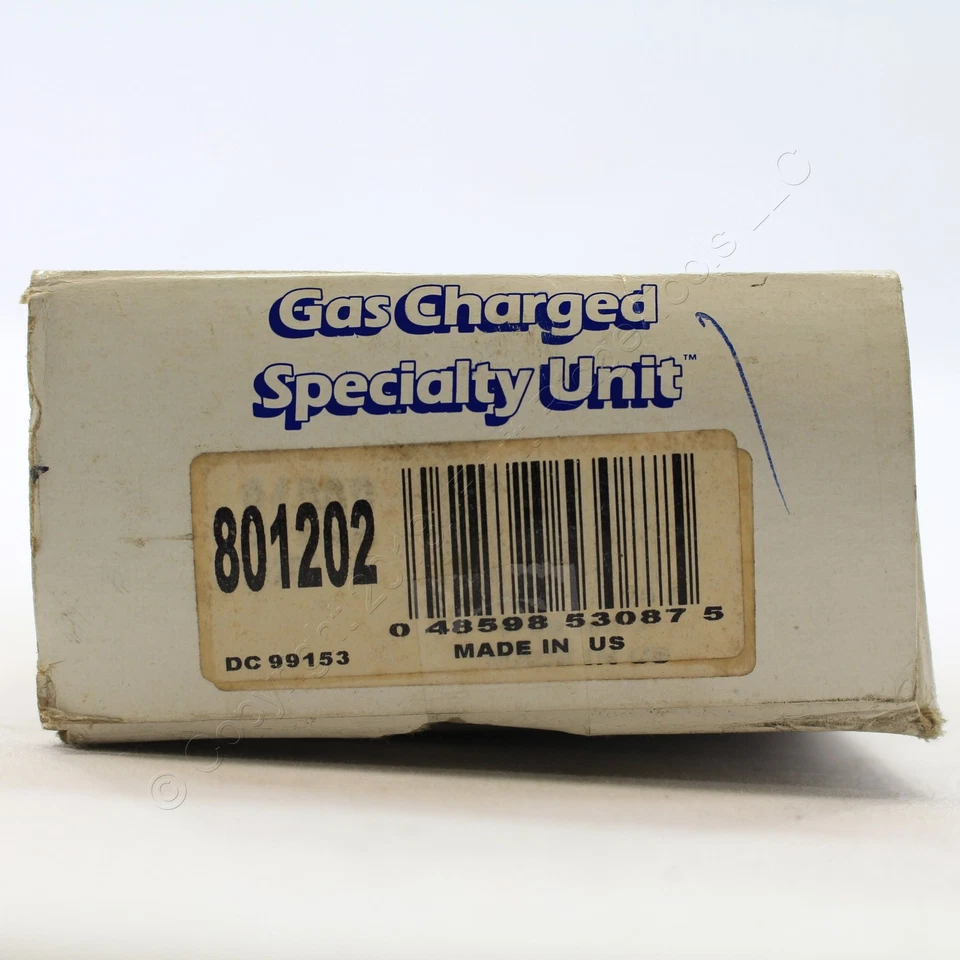 Gas Charged
Specialty Unit™
801202
0 48598 53087 5
DC 99153
MADE IN US